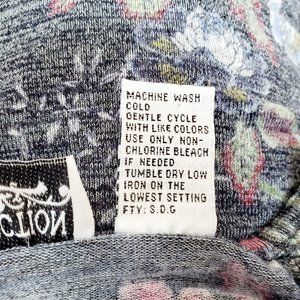 MACHINE WASH
COLD
GENTLE CYCLE
WITH LIKE COLORS
USE ONLY NON-
CHLORINE BLEACH
IF NEEDED
TUMBLE DRY LOW
IRON ON THE
LOWEST SETTING
FTY: S.D.G